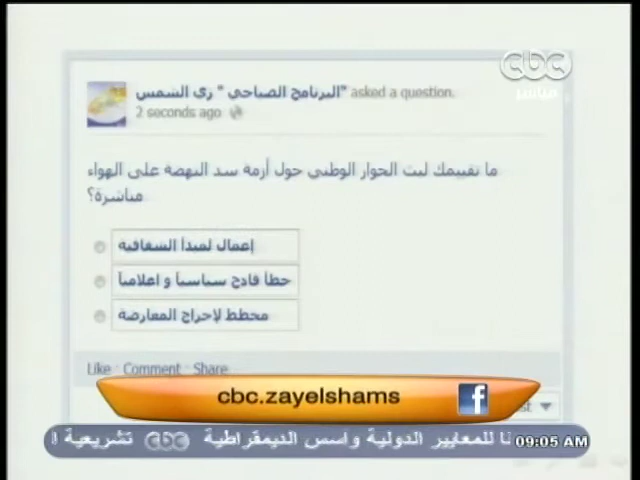 cbc
مباشر
البرنامج الصباحي " زي الشمس" asked a question.
2 seconds ago
ما تقييمك لبث الحوار الوطني حول أزمة سد النهضة على الهواء
مباشرة؟
إعمال لمبدأ الشفافية
خطأ فادح سياسياً و اعلامياً
مخطط لإحراج المعارضة
Like · Comment · Share
cbc.zayelshams f
نا للمعايير الدولية واسس الديمقراطية cbc تشريعية ا
09:05 AM